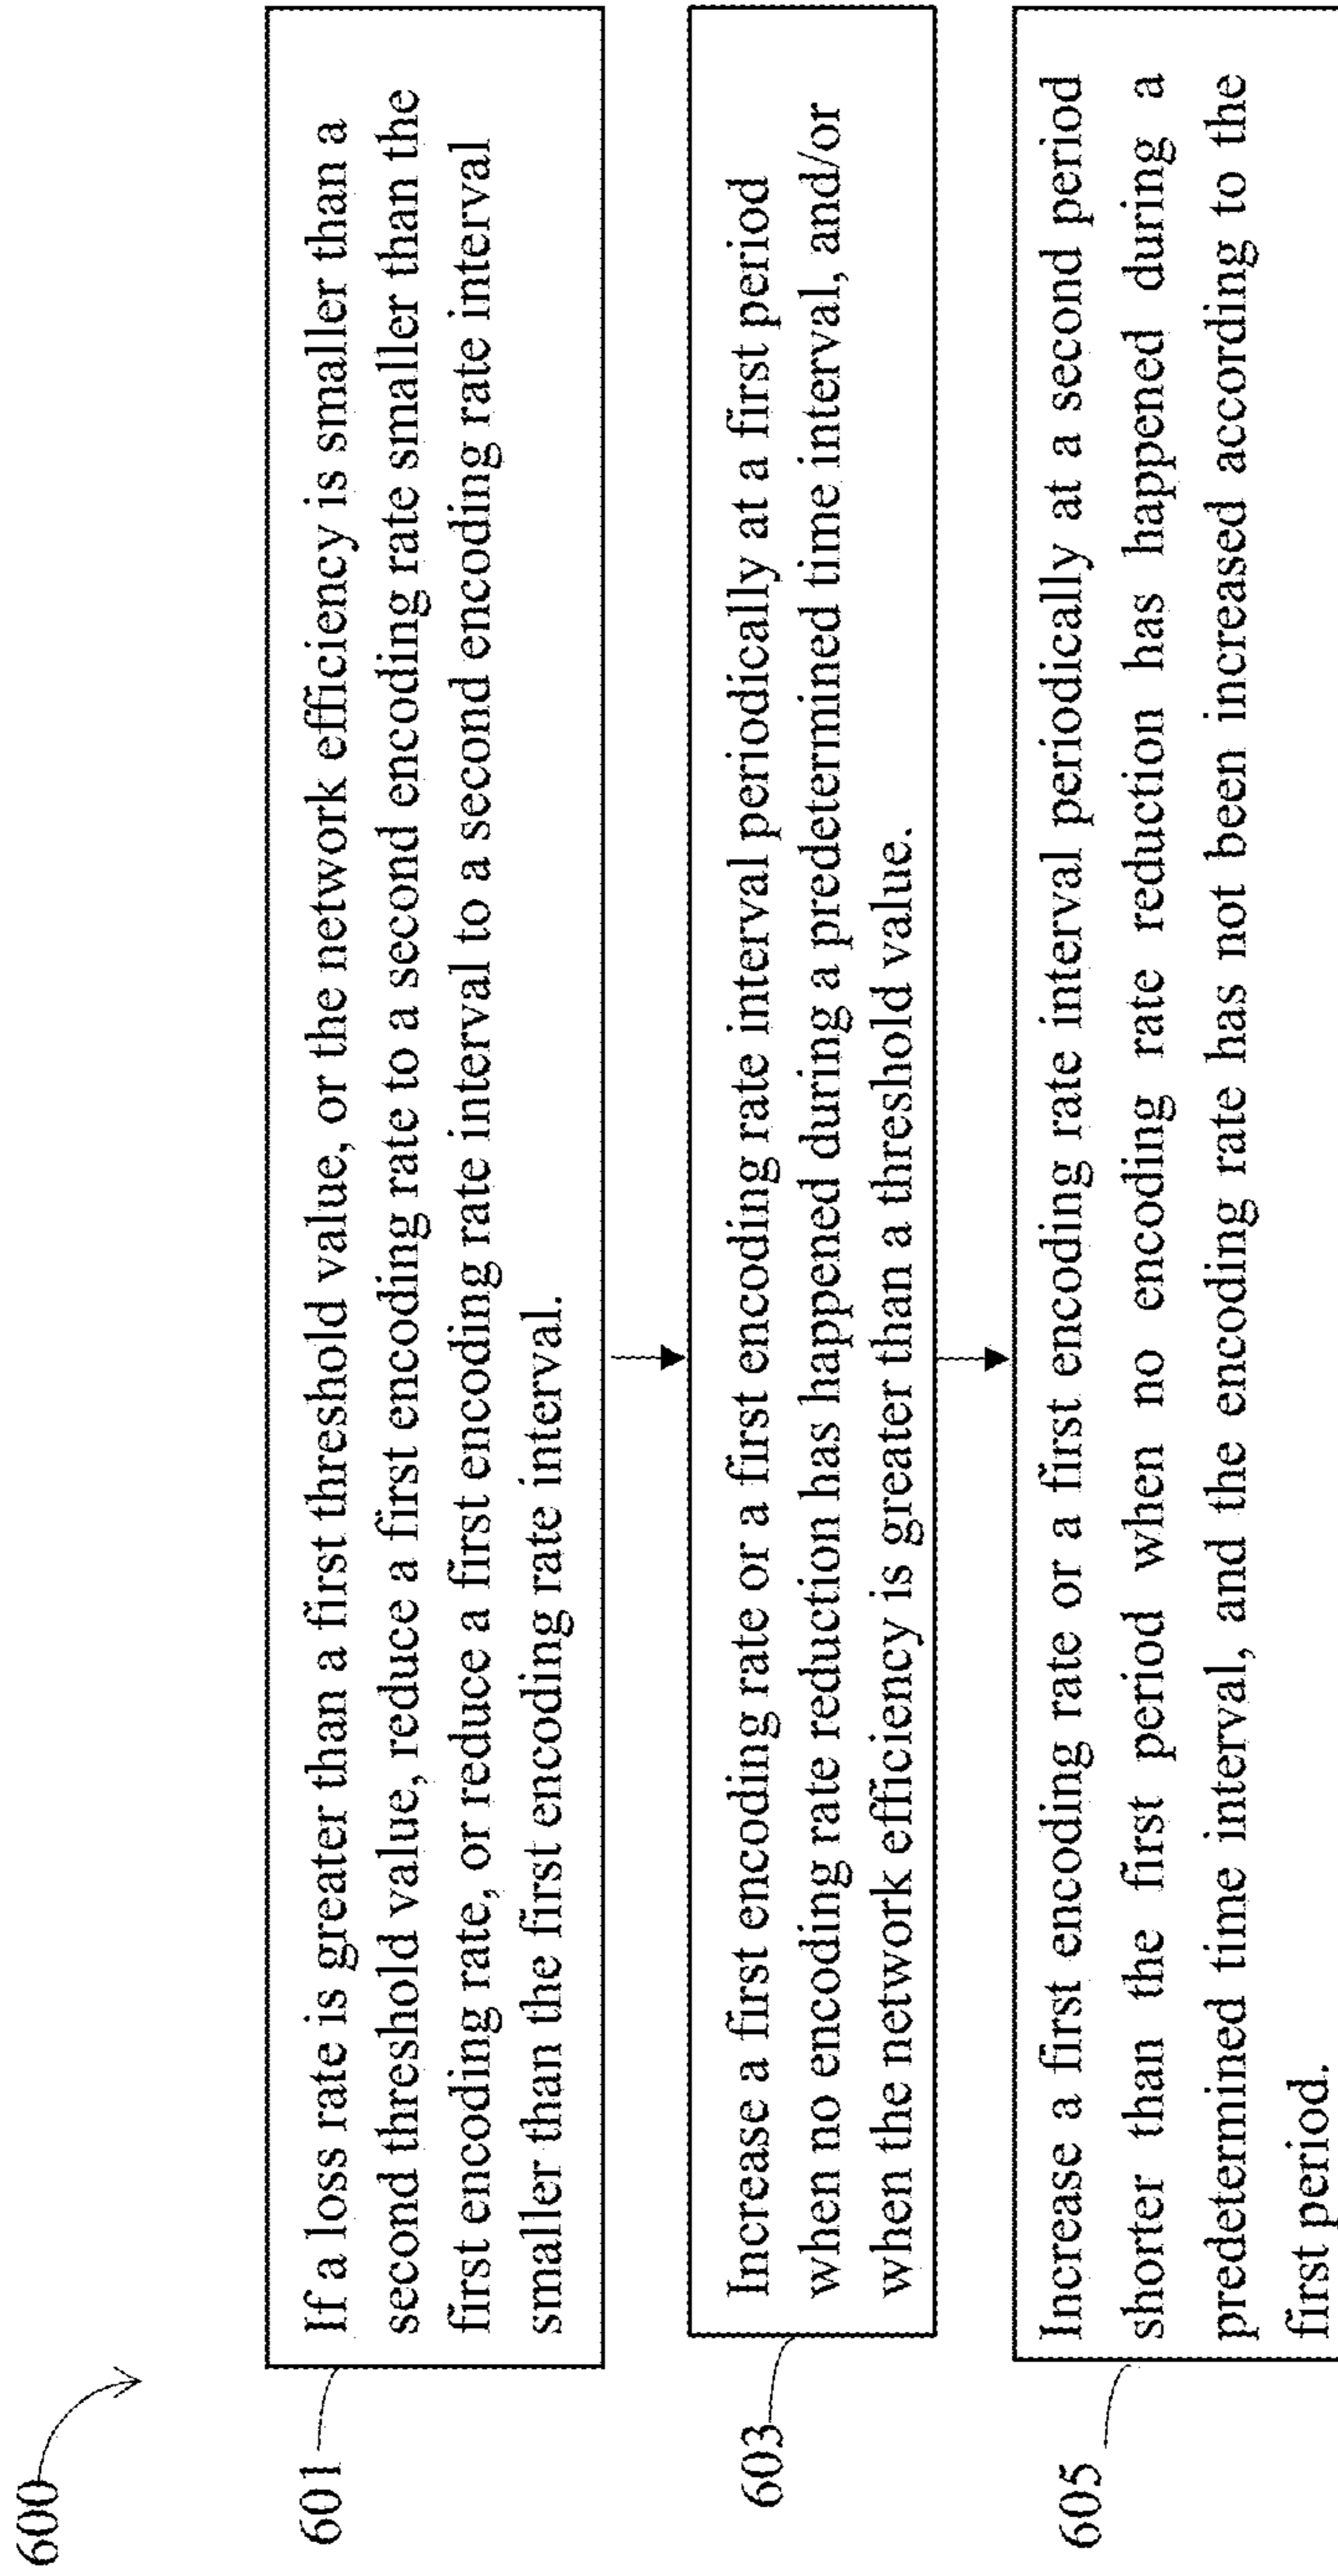 600
601
If a loss rate is greater than a first threshold value, or the network efficiency is smaller than a
second threshold value, reduce a first encoding rate to a second encoding rate smaller than the
first encoding rate, or reduce a first encoding rate interval to a second encoding rate interval
smaller than the first encoding rate interval.
603
Increase a first encoding rate or a first encoding rate interval periodically at a first period
when no encoding rate reduction has happened during a predetermined time interval, and/or
when the network efficiency is greater than a threshold value.
605
Increase a first encoding rate or a first encoding rate interval periodically at a second period
shorter than the first period when no encoding rate reduction has happened during a
predetermined time interval, and the encoding rate has not been increased according to the
first period.